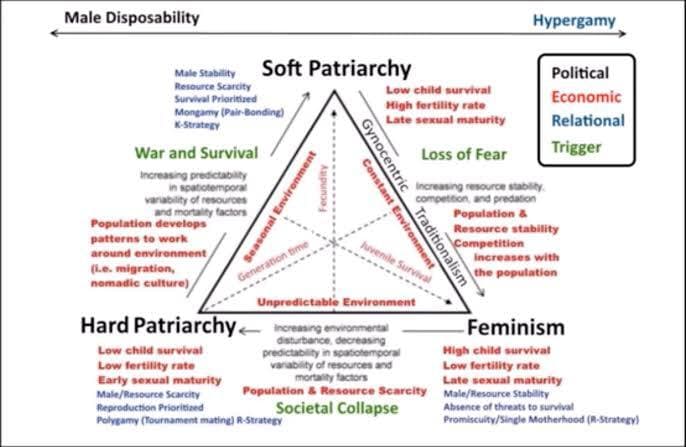 Male Disposability
Hypergamy
Soft Patriarchy
Male Stability
Resource Scarcity
Survival Prioritized
Mongamy (Pair-Bonding)
K-Strategy
Low child survival
High fertility rate
Late sexual maturity
Political
Economic
Relational
Trigger
War and Survival
Loss of Fear
Increasing predictability
in spatiotemporal
variability of resources
and mortality factors
Increasing resource stability,
competition, and predation
Population develops
patterns to work
around environment
(i.e. migration,
nomadic culture)
Population &
Resource stability
Competition
increases with
the population
Seasonal Environment
Fecundity
Gynocentric Traditionalism
Constant Environment
Generation time
Juvenile Survival
Unpredictable Environment
Hard Patriarchy
Feminism
Increasing environmental
disturbance, decreasing
predictability in spatiotemporal
variability of resources and
mortality factors
Population & Resource Scarcity
Societal Collapse
Low child survival
Low fertility rate
Early sexual maturity
Male/Resource Scarcity
Reproduction Prioritized
Polygamy (Tournament mating) R-Strategy
High child survival
Low fertility rate
Late sexual maturity
Male/Resource Stability
Absence of threats to survival
Promiscuity/Single Motherhood (R-Strategy)